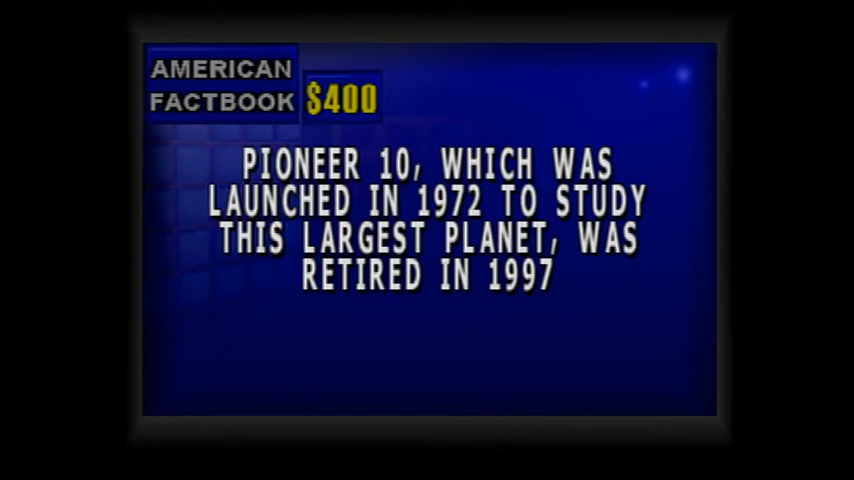 AMERICAN
FACTBOOK
$400
PIONEER 10, WHICH WAS
LAUNCHED IN 1972 TO STUDY
THIS LARGEST PLANET, WAS
RETIRED IN 1997